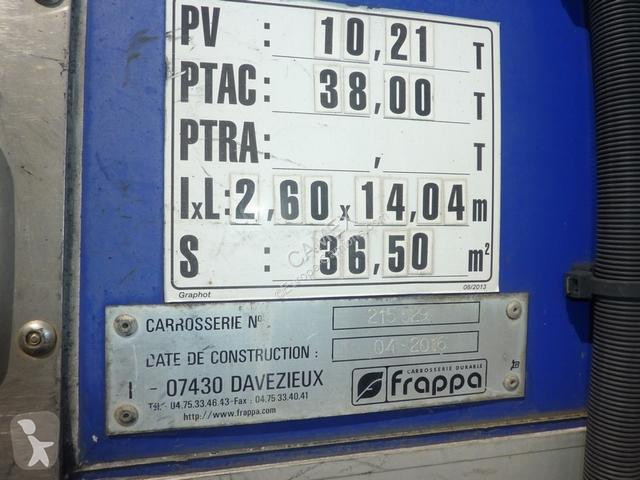 PV : 10,21 T
PTAC: 38,00 T
PTRA: , T
IxL: 2,60 x 14,04 m
S : 36,50 m²
Graphot 08/2013
CARROSSERIE N°
DATE DE CONSTRUCTION : 04-2016
- 07430 DAVEZIEUX
Tél.: 04.75.33.46.43-Fax : 04.75.33.40.41
http://www.frappa.com
CARROSSERIE DURABLE
frappa